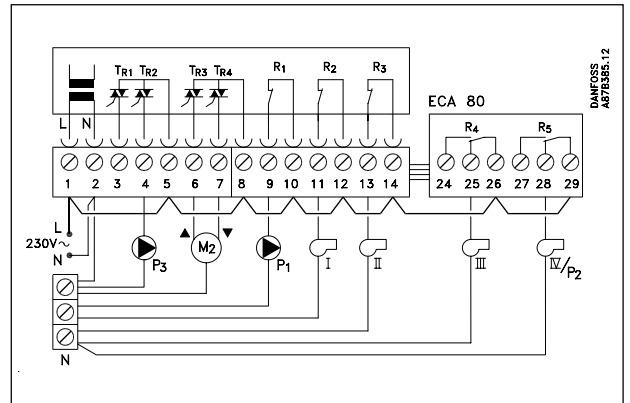 TR1 TR2 TR3 TR4 R1 R2 R3
DANFOSS
A87B385.12
ECA 80
L N
R4 R5
1 2 3 4 5 6 7 8 9 10 11 12 13 14 24 25 26 27 28 29
L
230V~
N
P3 ▲ M2 ▼ P1 I II III IV/P2
N